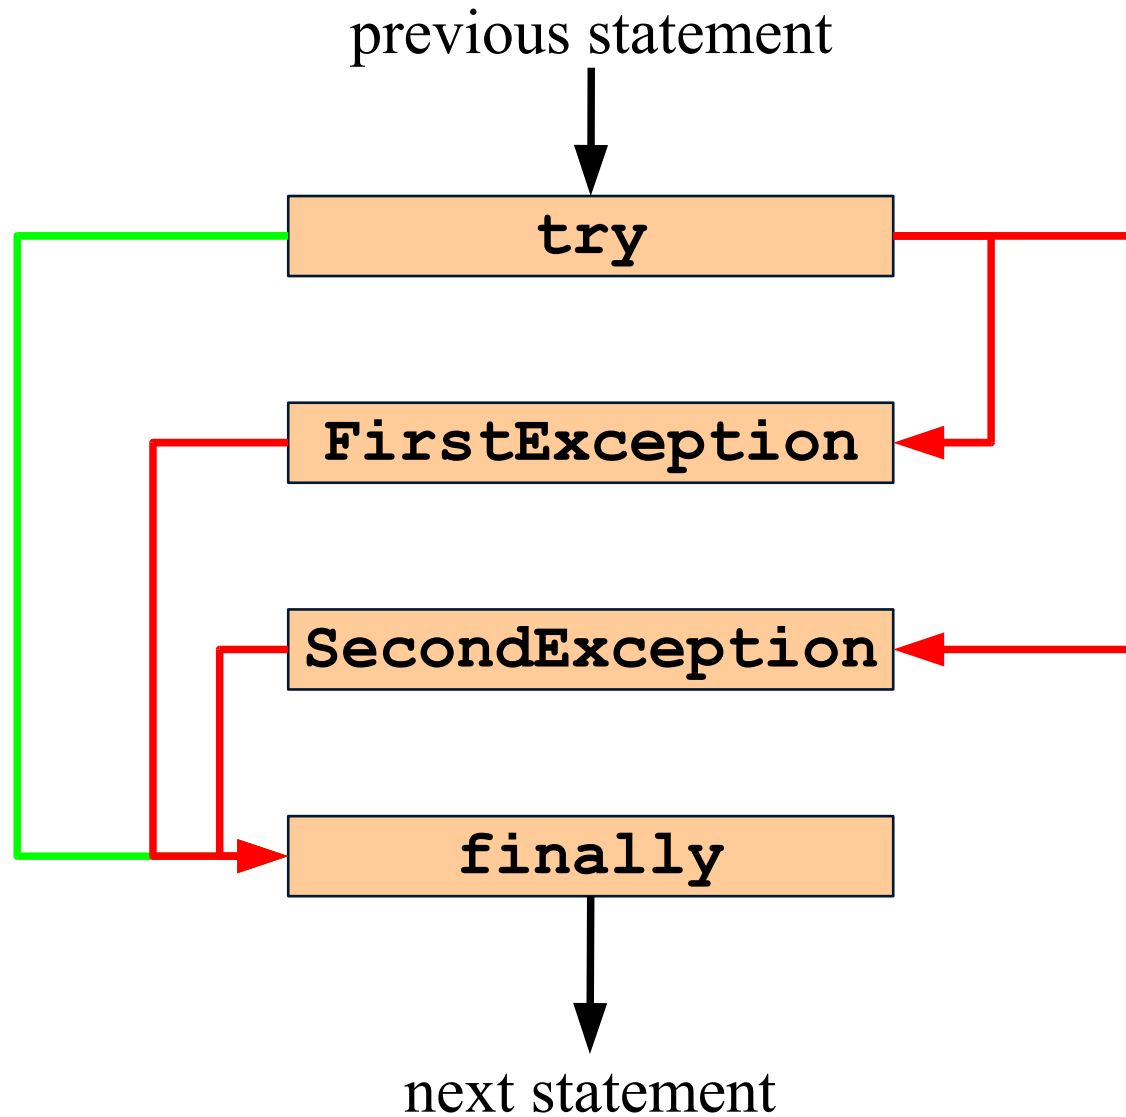 previous statement
try
FirstException
SecondException
finally
next statement